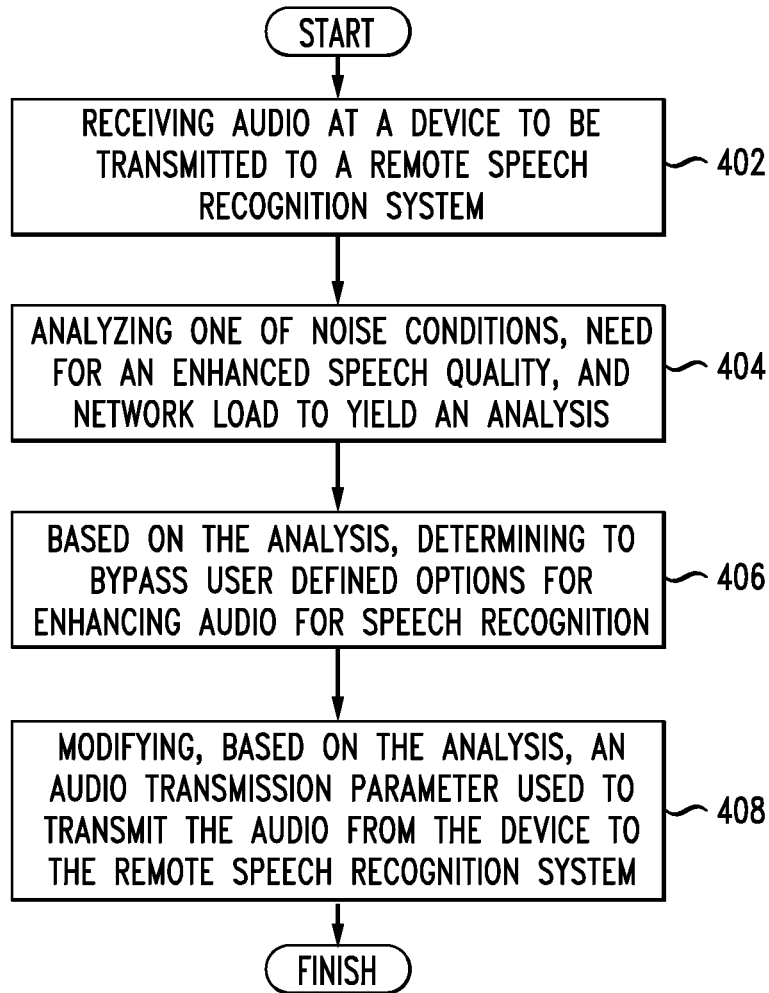 START
RECEIVING AUDIO AT A DEVICE TO BE
TRANSMITTED TO A REMOTE SPEECH
RECOGNITION SYSTEM
402
ANALYZING ONE OF NOISE CONDITIONS, NEED
FOR AN ENHANCED SPEECH QUALITY, AND
NETWORK LOAD TO YIELD AN ANALYSIS
404
BASED ON THE ANALYSIS, DETERMINING TO
BYPASS USER DEFINED OPTIONS FOR
ENHANCING AUDIO FOR SPEECH RECOGNITION
406
MODIFYING, BASED ON THE ANALYSIS, AN
AUDIO TRANSMISSION PARAMETER USED TO
TRANSMIT THE AUDIO FROM THE DEVICE TO
THE REMOTE SPEECH RECOGNITION SYSTEM
408
FINISH